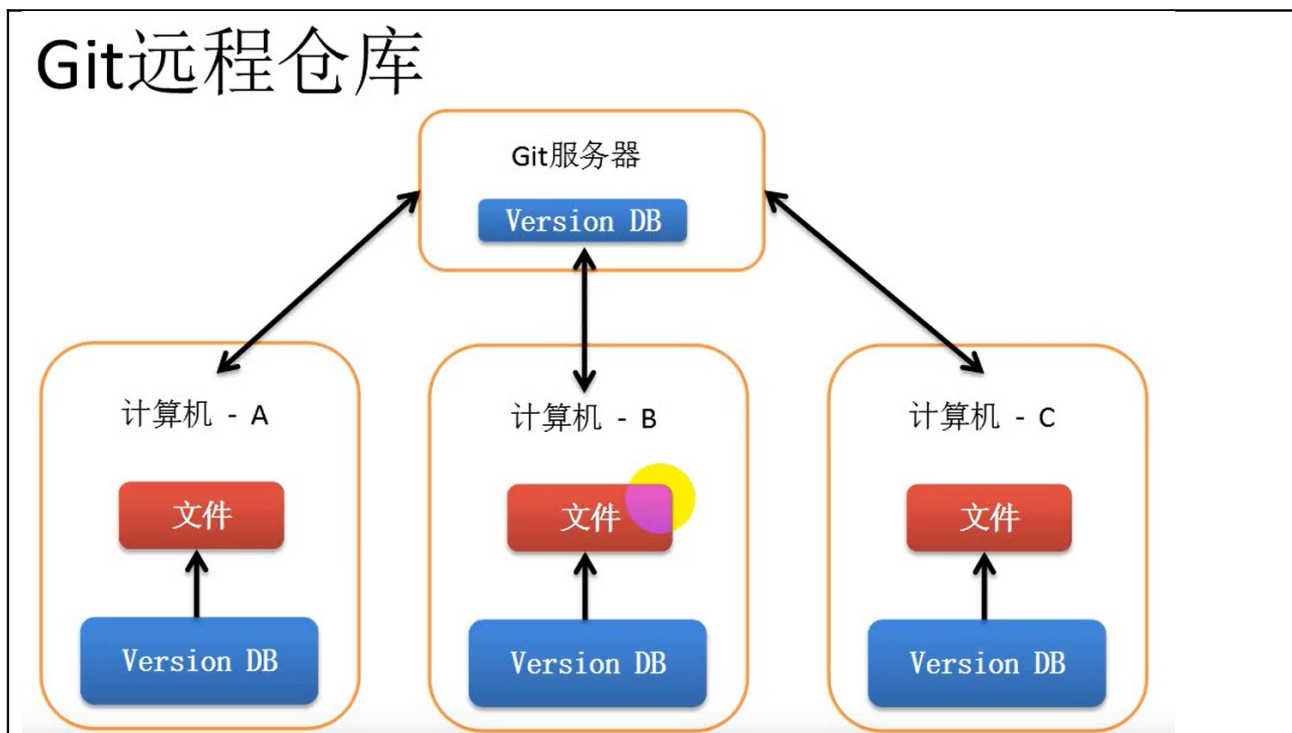 Git远程仓库
Git服务器
Version DB
计算机 - A
计算机 - B
计算机 - C
文件
文件
文件
Version DB
Version DB
Version DB